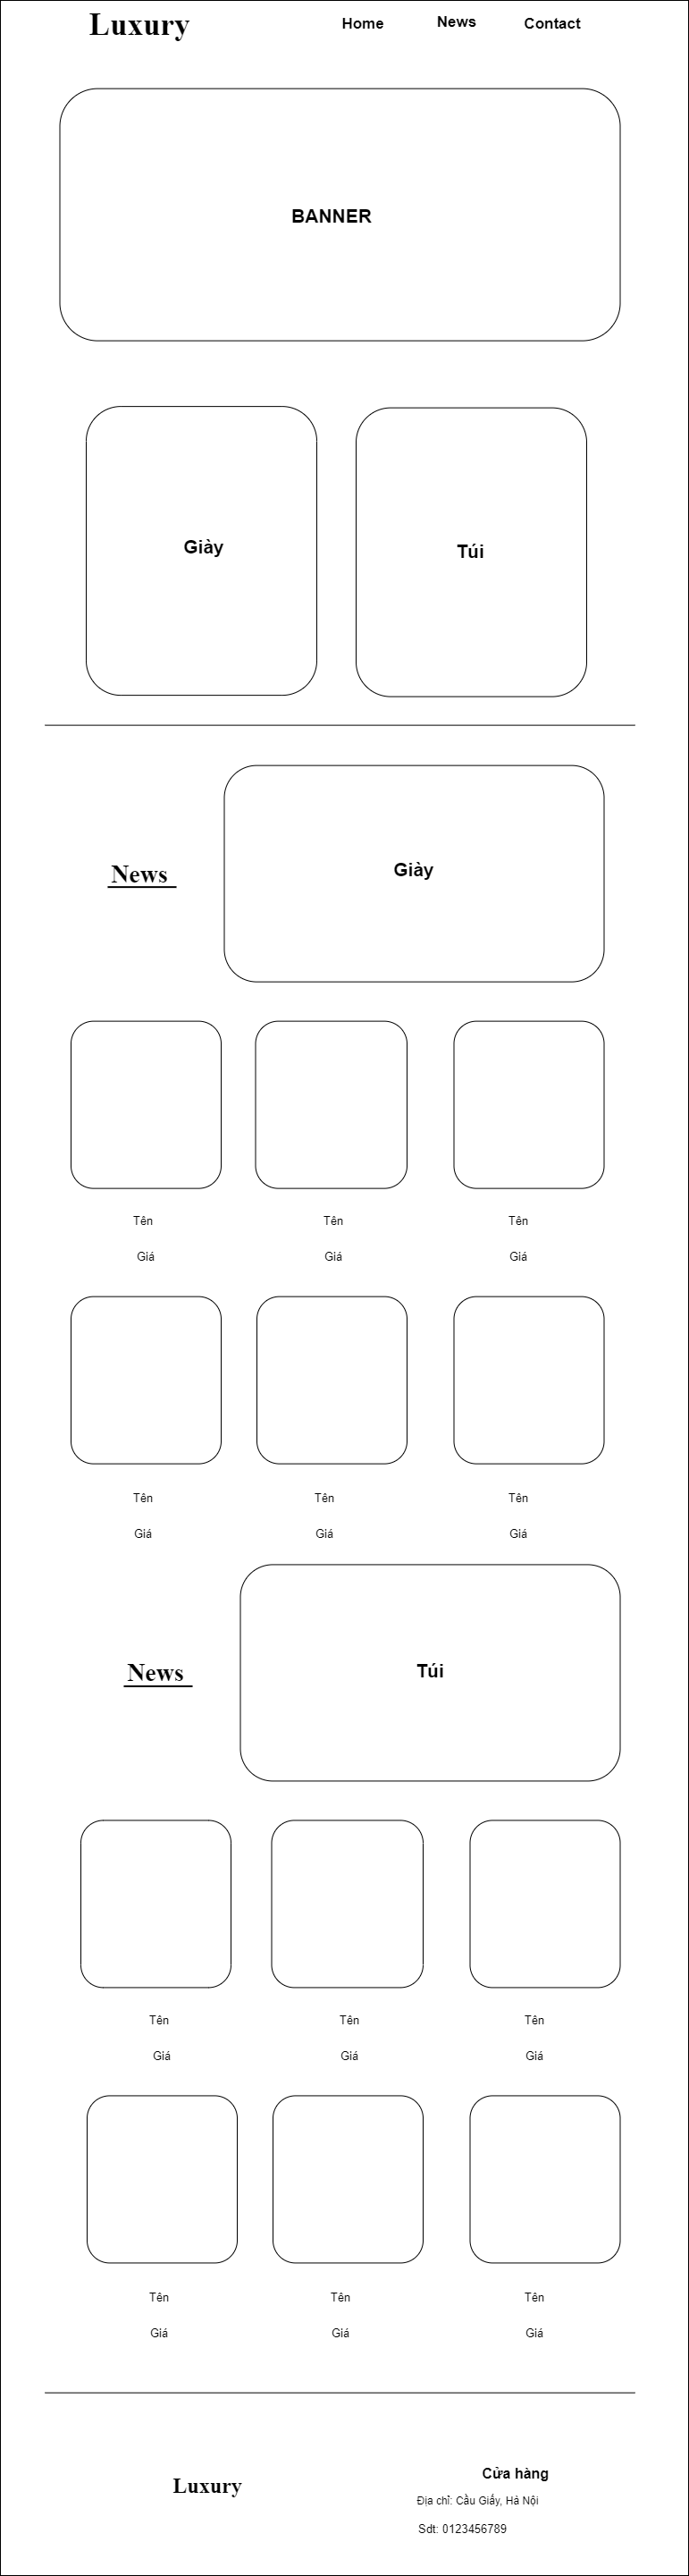 Luxury
Home
News
Contact
BANNER
Giày
Túi
News
Giày
Tên
Tên
Tên
Giá
Giá
Giá
Tên
Tên
Tên
Giá
Giá
Giá
News
Túi
Tên
Tên
Tên
Giá
Giá
Giá
Tên
Tên
Tên
Giá
Giá
Giá
Luxury
Cửa hàng
Địa chỉ: Cầu Giấy, Hà Nội
Sdt: 0123456789